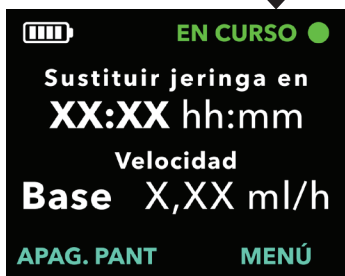 EN CURSO
Sustituir jeringa en
XX:XX hh:mm
Velocidad
Base X,XX ml/h
APAG. PANT MENÚ